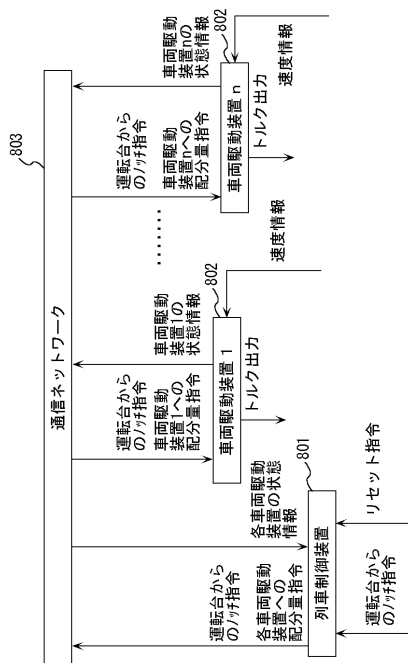 803
通信ネットワーク
運転台から
のノッチ指令
各車両駆動
装置への
配分量指令
各車両駆動
装置の状態
情報
801
列車制御装置
運転台から
のノッチ指令
リセット指令
運転台から
のノッチ指令
車両駆動
装置1への
配分量指令
車両駆動
装置1の
状態情報
802
車両駆動装置 1
トルク出力
速度情報
………
運転台から
のノッチ指令
車両駆動
装置nへの
配分量指令
車両駆動
装置nの
状態情報
802
車両駆動装置 n
トルク出力
速度情報